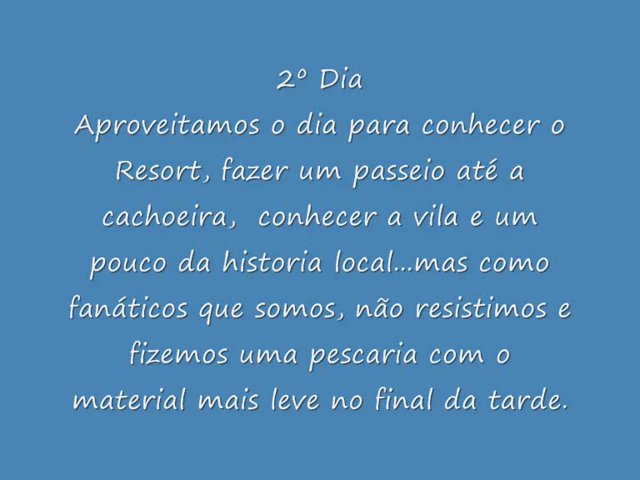 2º Dia
Aproveitamos o dia para conhecer o
Resort, fazer um passeio até a
cachoeira,  conhecer a vila e um
pouco da historia local...mas como
fanáticos que somos, não resistimos e
fizemos uma pescaria com o
material mais leve no final da tarde.